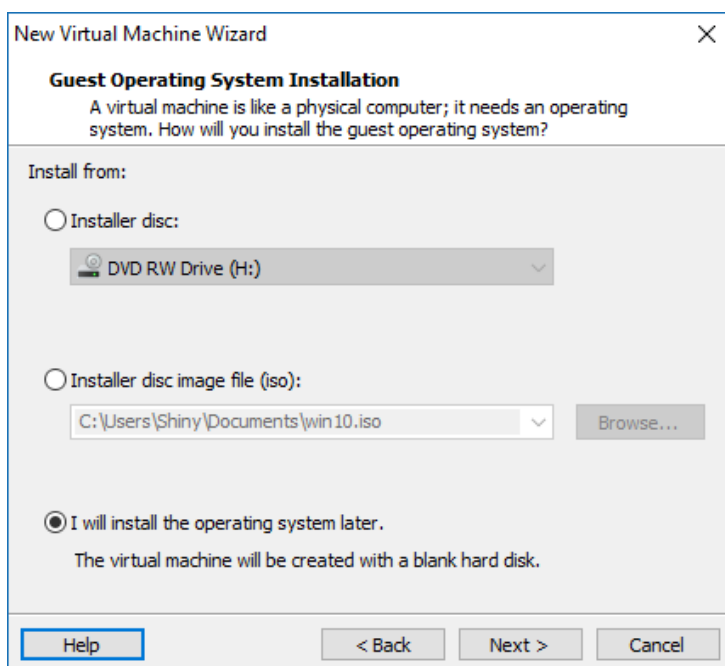 New Virtual Machine Wizard
Guest Operating System Installation
A virtual machine is like a physical computer; it needs an operating
system. How will you install the guest operating system?
Install from:
Installer disc:
DVD RW Drive (H:)
Installer disc image file (iso):
C:\Users\Shiny\Documents\win10.iso
Browse...
I will install the operating system later.
The virtual machine will be created with a blank hard disk.
Help
< Back
Next >
Cancel